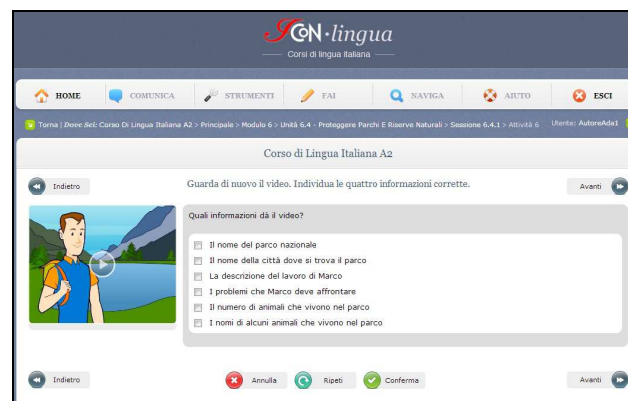 ICoN·lingua
Corsi di lingua italiana
HOME COMUNICA STRUMENTI FAI NAVIGA AIUTO ESCI
Torna | Dove Sei: Corso Di Lingua Italiana A2 > Principale > Modulo 6 > Unità 6.4 - Proteggere Parchi E Riserve Naturali > Sessione 6.4.1 > Attività 6 Utente: AutoreAda1
Corso di Lingua Italiana A2
Indietro Guarda di nuovo il video. Individua le quattro informazioni corrette. Avanti
Quali informazioni dà il video?
Il nome del parco nazionale
Il nome della città dove si trova il parco
La descrizione del lavoro di Marco
I problemi che Marco deve affrontare
Il numero di animali che vivono nel parco
I nomi di alcuni animali che vivono nel parco
Indietro Annulla Ripeti Conferma Avanti